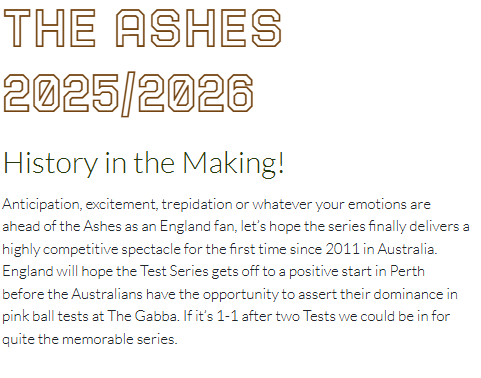 THE ASHES
2025/2026
History in the Making!
Anticipation, excitement, trepidation or whatever your emotions are
ahead of the Ashes as an England fan, let's hope the series finally delivers a
highly competitive spectacle for the first time since 2011 in Australia.
England will hope the Test Series gets off to a positive start in Perth
before the Australians have the opportunity to assert their dominance in
pink ball tests at The Gabba. If it's 1-1 after two Tests we could be in for
quite the memorable series.